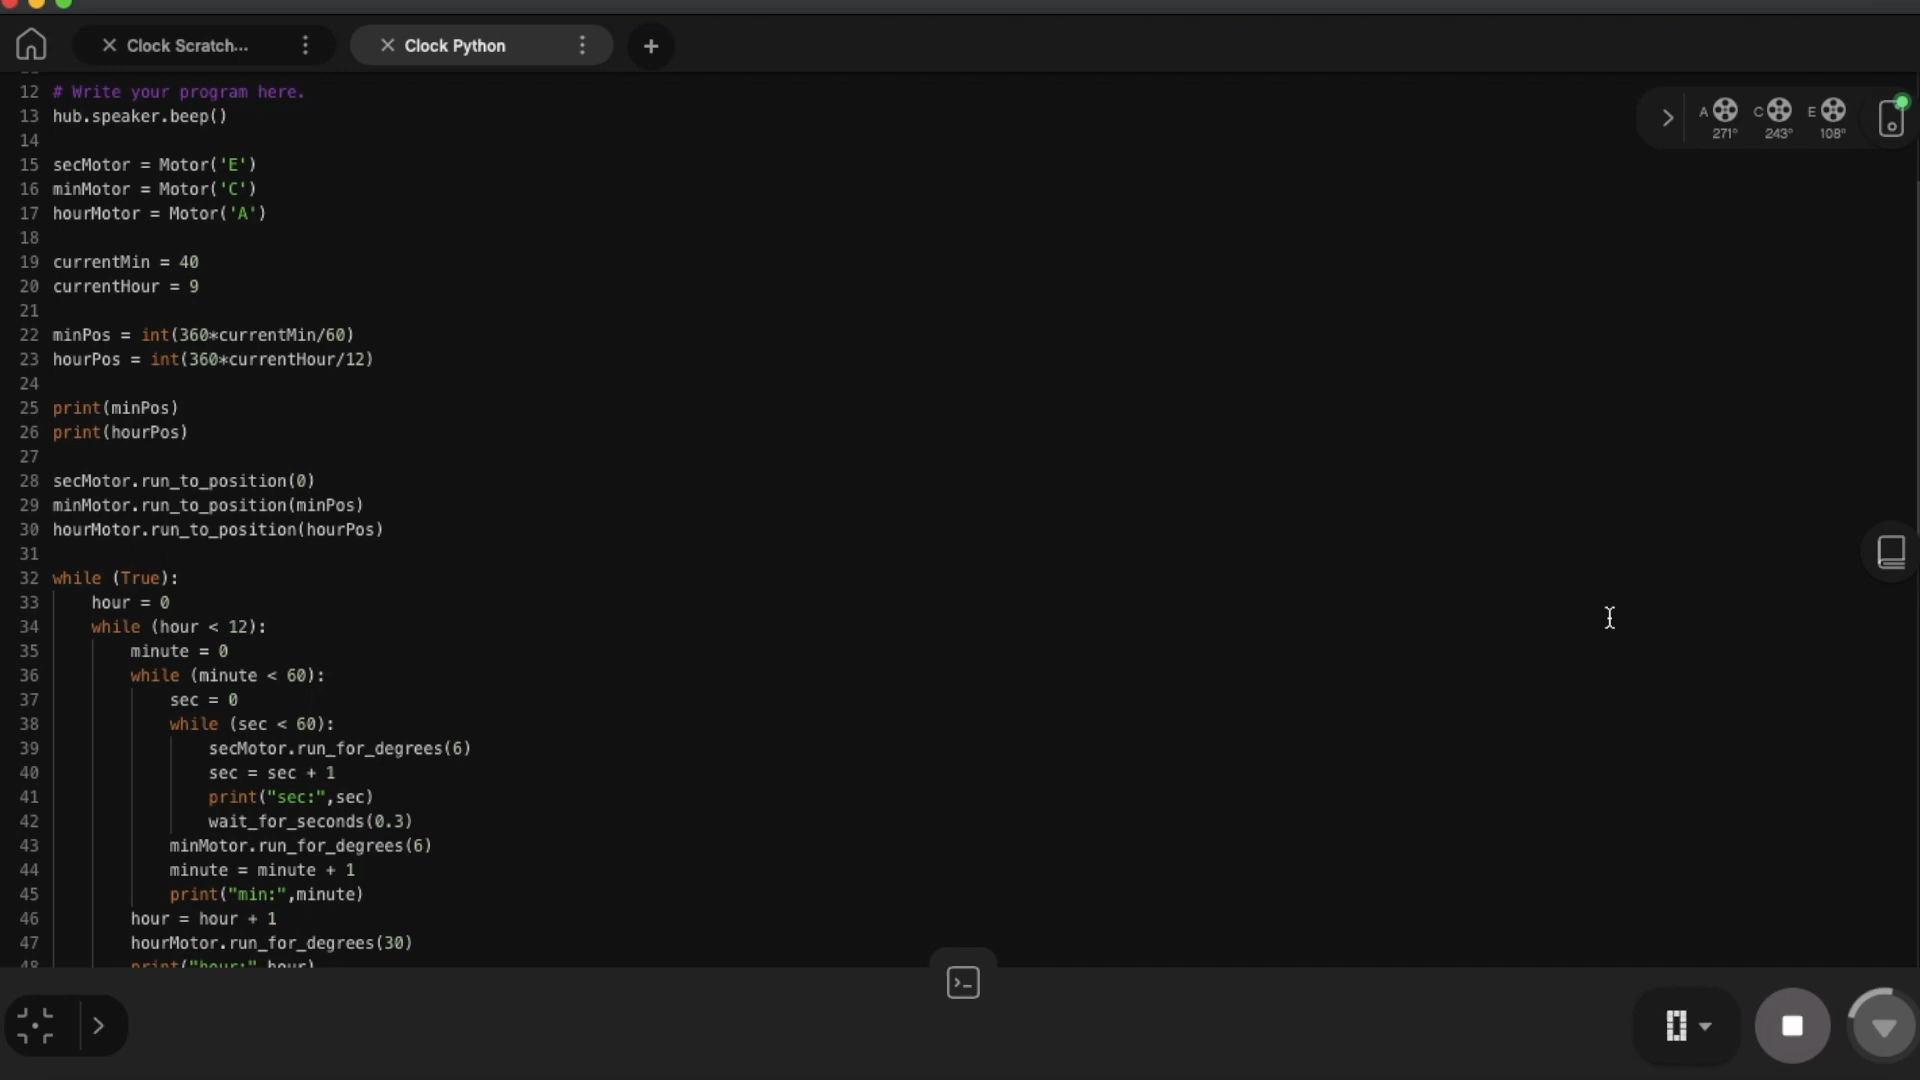 Clock Scratch...
Clock Python
12 # Write your program here.
13 hub.speaker.beep()
14
15 secMotor = Motor('E')
16 minMotor = Motor('C')
17 hourMotor = Motor('A')
18
19 currentMin = 40
20 currentHour = 9
21
22 minPos = int(360*currentMin/60)
23 hourPos = int(360*currentHour/12)
24
25 print(minPos)
26 print(hourPos)
27
28 secMotor.run_to_position(0)
29 minMotor.run_to_position(minPos)
30 hourMotor.run_to_position(hourPos)
31
32 while (True):
33 hour = 0
34 while (hour < 12):
35 minute = 0
36 while (minute < 60):
37 sec = 0
38 while (sec < 60):
39 secMotor.run_for_degrees(6)
40 sec = sec + 1
41 print("sec:",sec)
42 wait_for_seconds(0.3)
43 minMotor.run_for_degrees(6)
44 minute = minute + 1
45 print("min:",minute)
46 hour = hour + 1
47 hourMotor.run_for_degrees(30)
48 print("hour:",hour)
A C E
271° 243° 108°
0